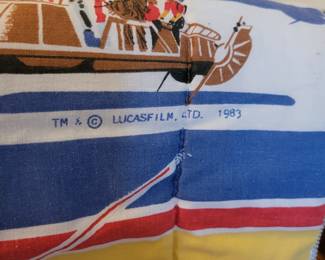 TM & © LUCASFILM, LTD. 1983